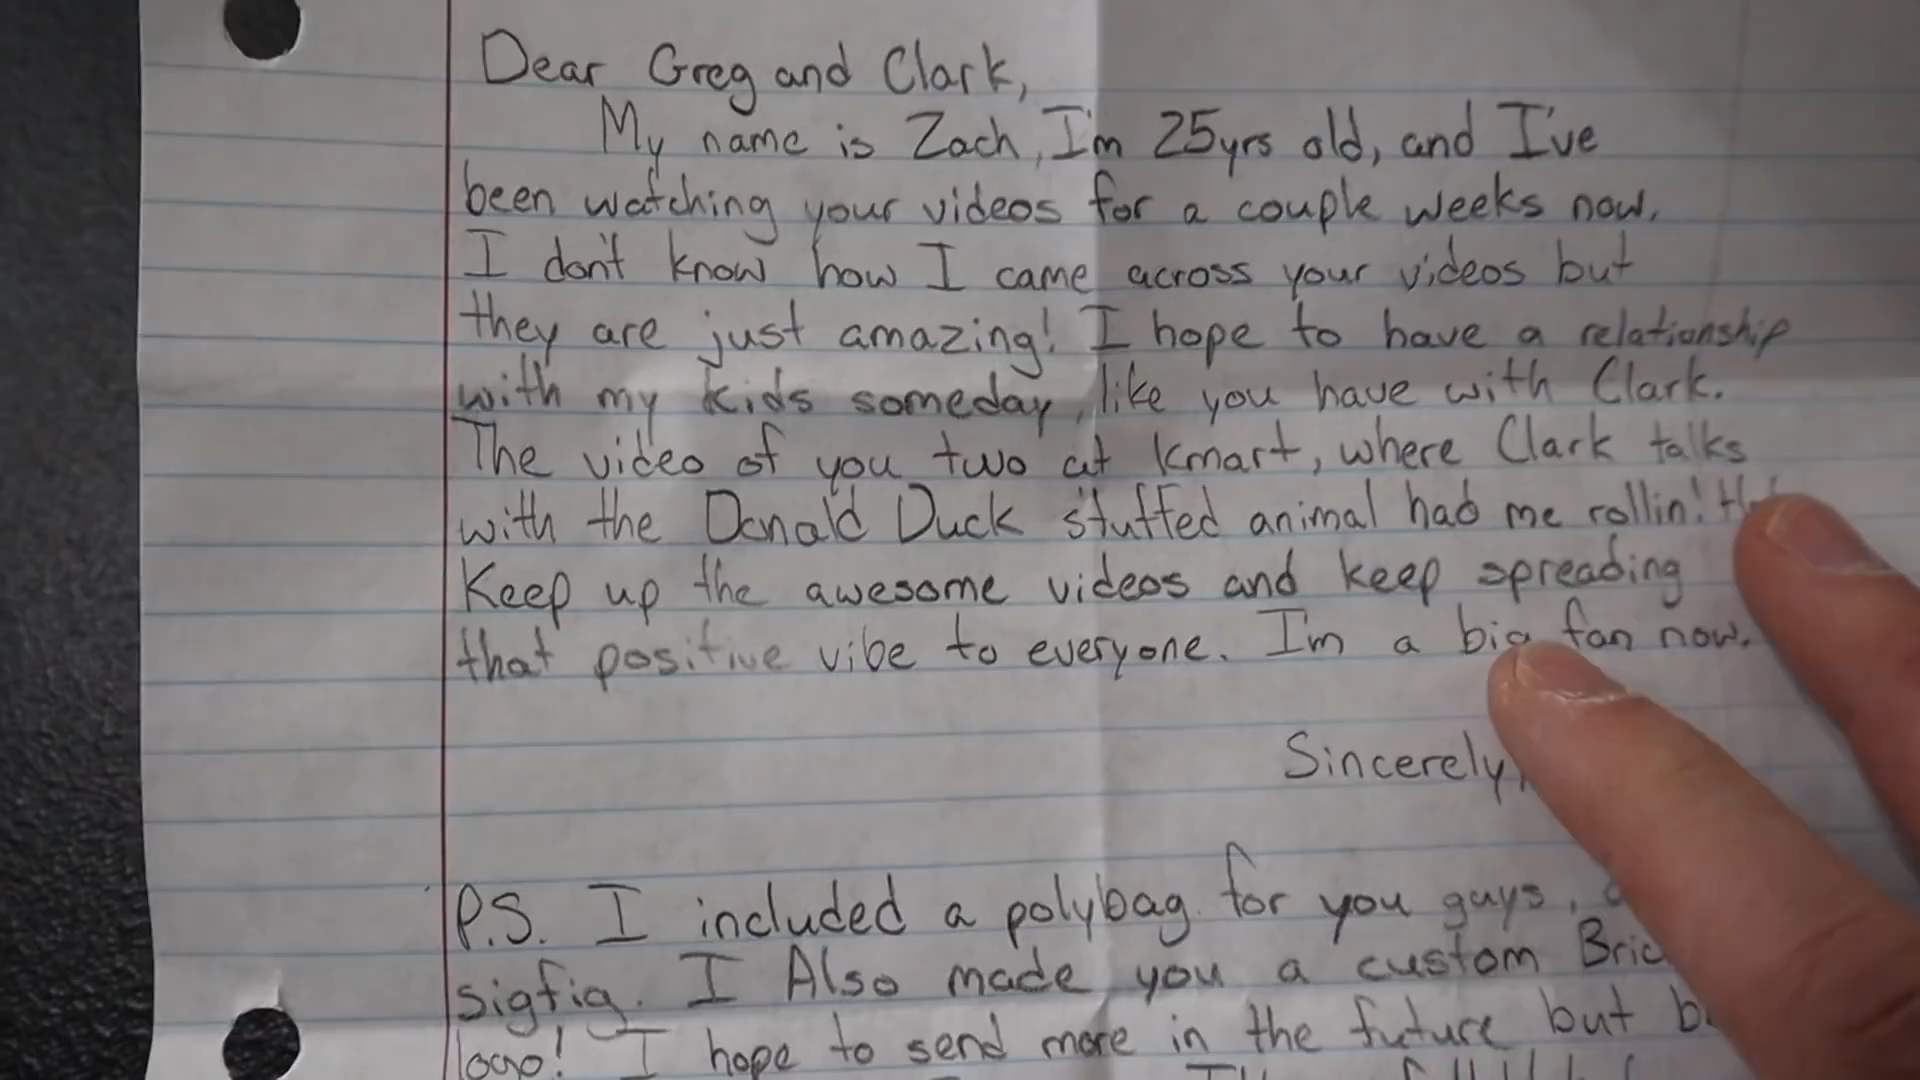 Dear Greg and Clark,
My name is Zach, I'm 25yrs old, and I've
been watching your videos for a couple weeks now.
I don't know how I came across your videos but
they are just amazing! I hope to have a relationship
with my kids someday, like you have with Clark.
The video of you two at Kmart, where Clark talks
with the Donald Duck stuffed animal had me rollin!
Keep up the awesome videos and keep spreading
that positive vibe to everyone. I'm a big fan now.
Sincerely,
P.S. I included a polybag for you guys,
sigfig. I Also made you a custom
logo! I hope to send more in the future but